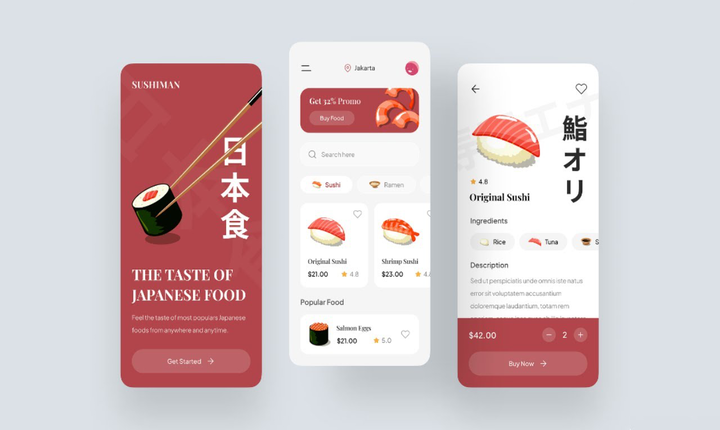 SUSHIMAN
日本食
THE TASTE OF
JAPANESE FOOD
Feel the taste of most populars Japanese
foods from anywhere and anytime.
Get Started
Jakarta
Get 32% Promo
Buy Food
Search here
Sushi
Ramen
Original Sushi
$21.00
4.8
Shrimp Sushi
$23.00
Popular Food
Salmon Eggs
$21.00
5.0
鮨オリ
4.8
Original Sushi
Ingredients
Rice
Tuna
S
Description
Sed ut perspiciatis unde omnis iste natus
error sit voluptatem accusantium
doloremque laudantium, totam rem
$42.00
2
Buy Now